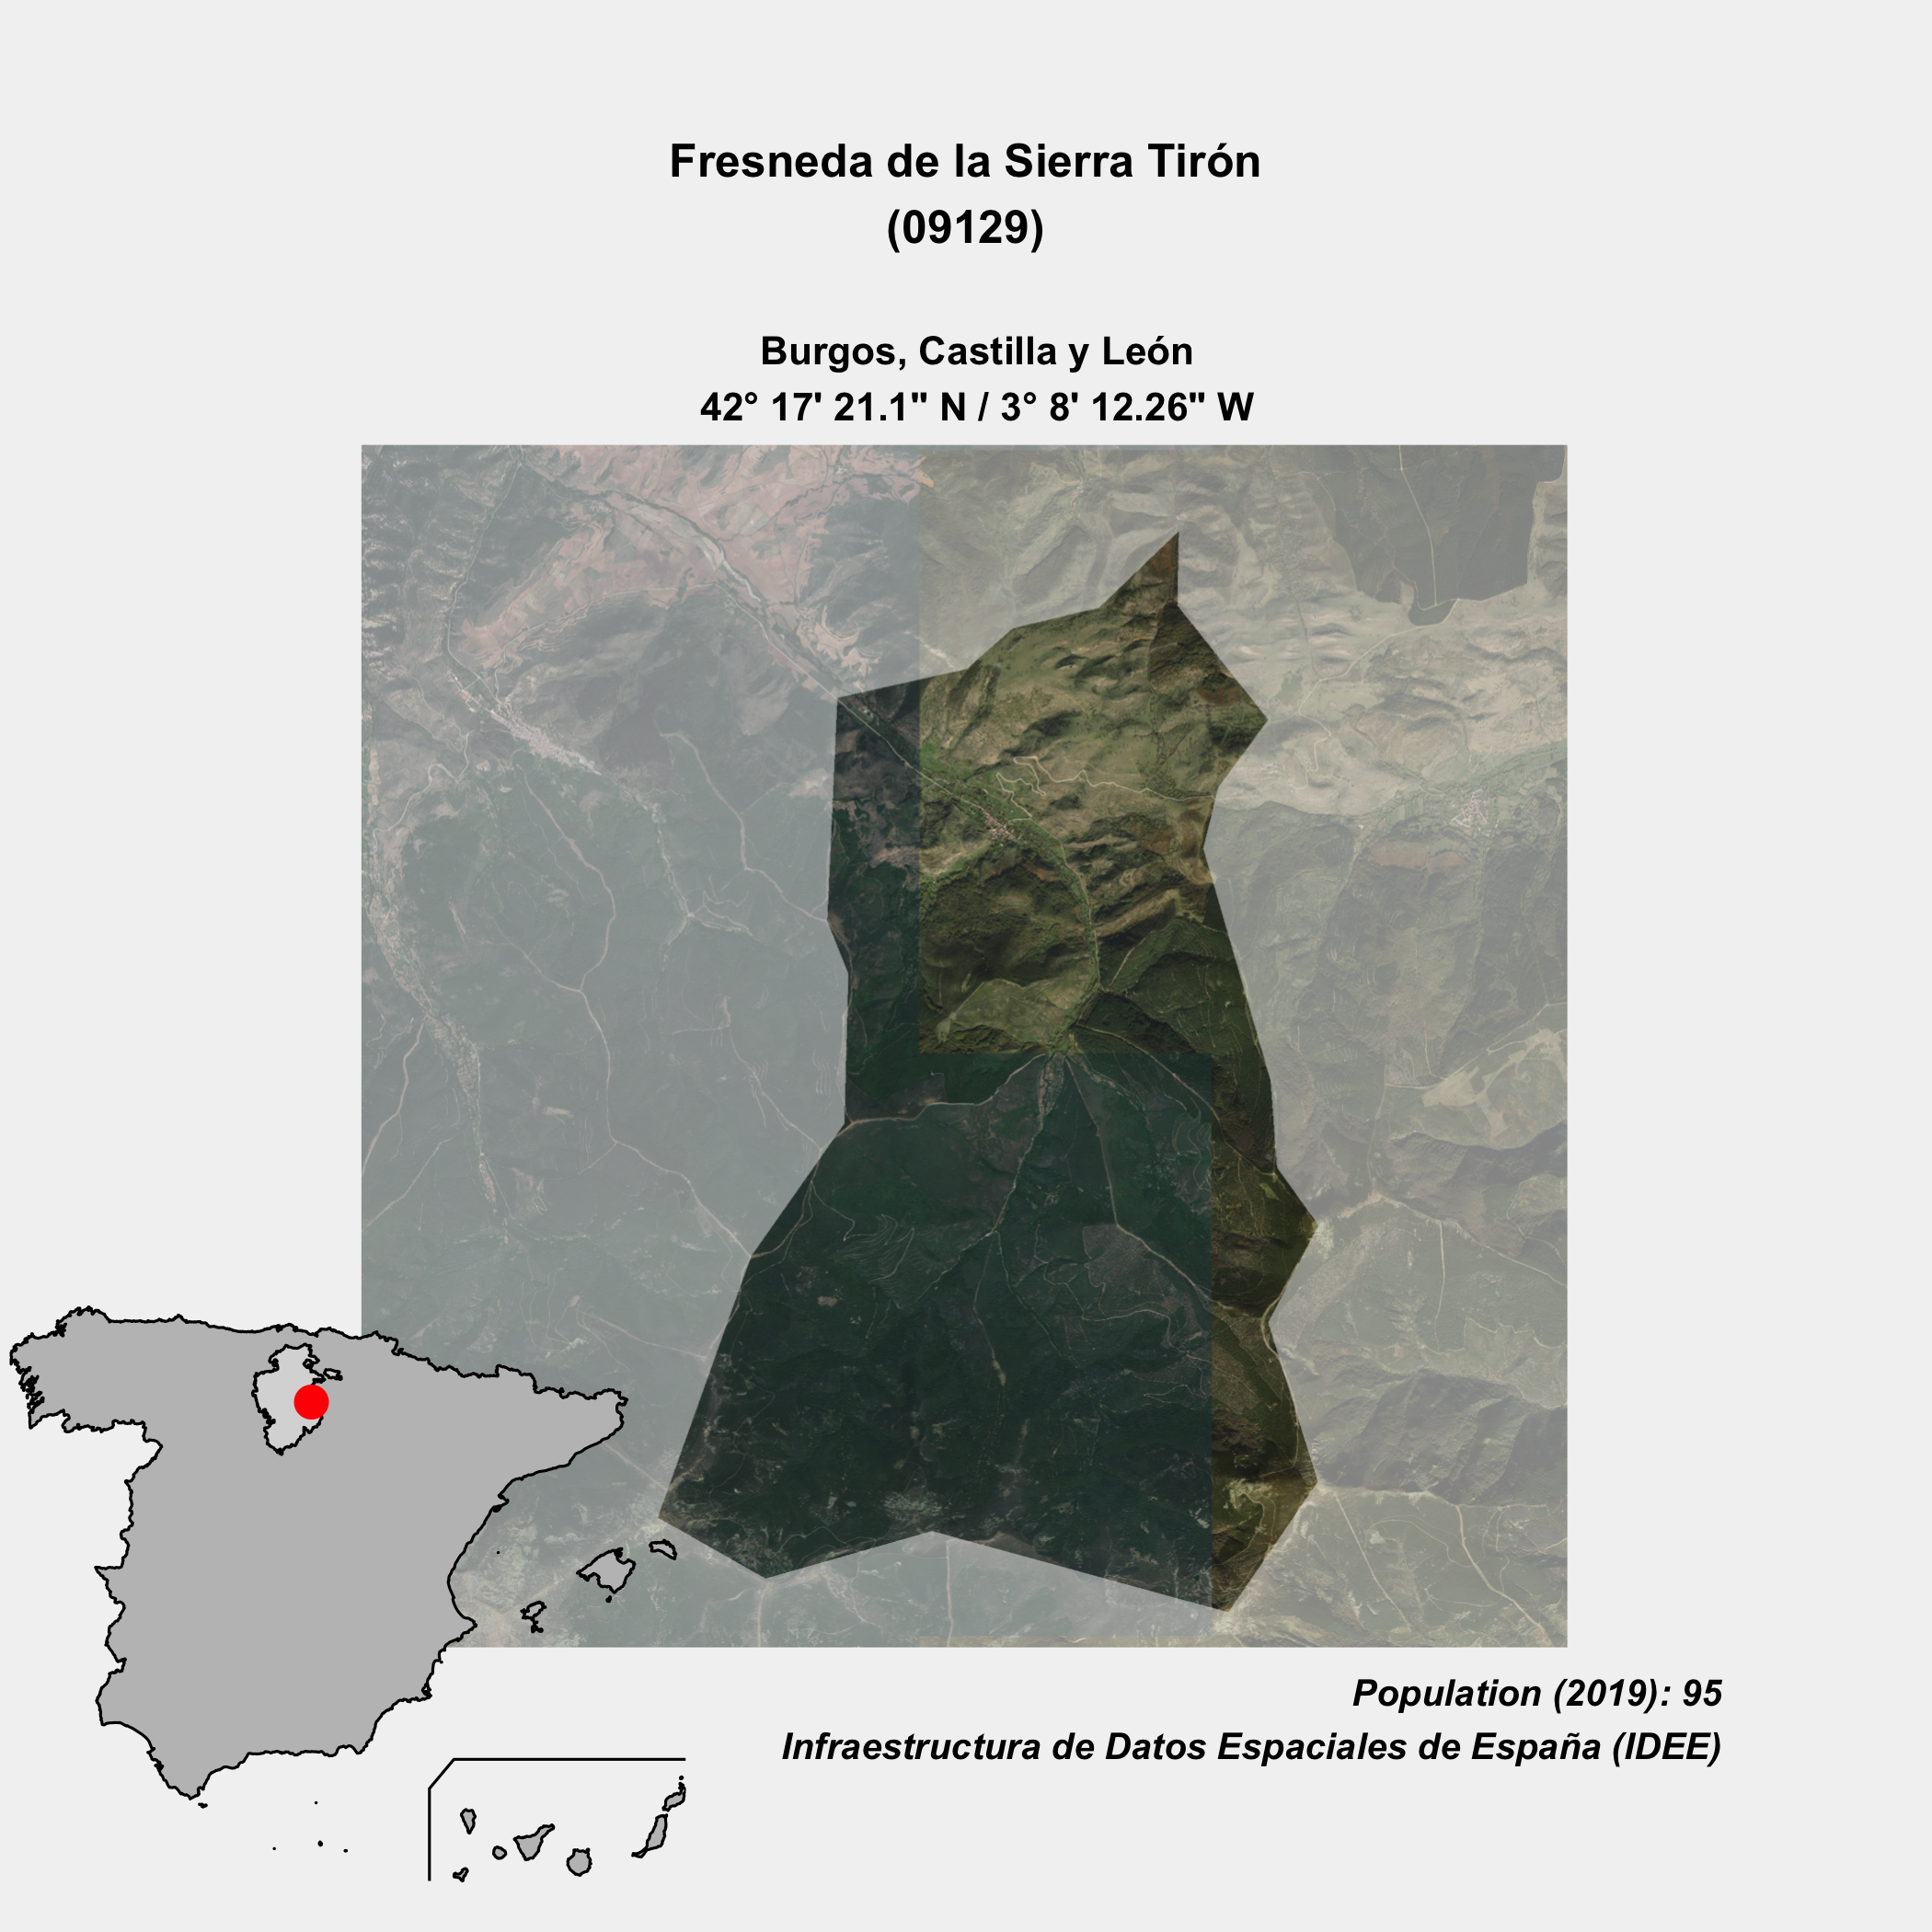 Fresneda de la Sierra Tirón
(09129)
Burgos, Castilla y León
42° 17' 21.1" N / 3° 8' 12.26" W
Population (2019): 95
Infraestructura de Datos Espaciales de España (IDEE)